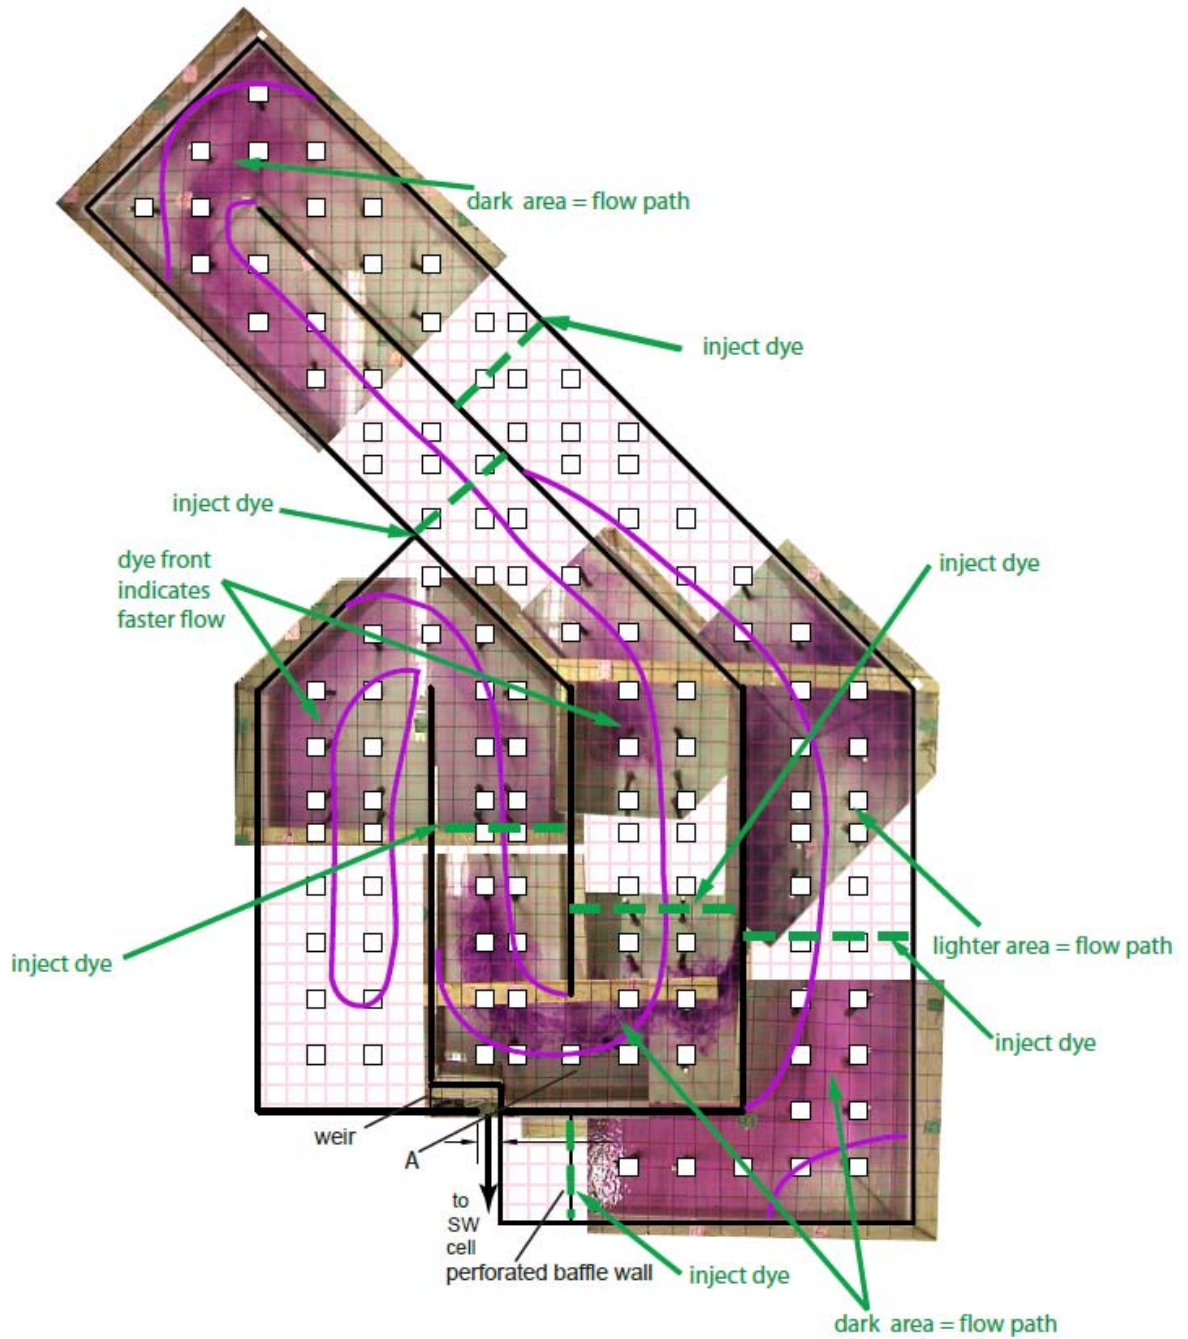 dark area = flow path
inject dye
inject dye
dye front
indicates
faster flow
inject dye
inject dye
lighter area = flow path
inject dye
weir
A
to
SW
cell
perforated baffle wall
inject dye
dark area = flow path